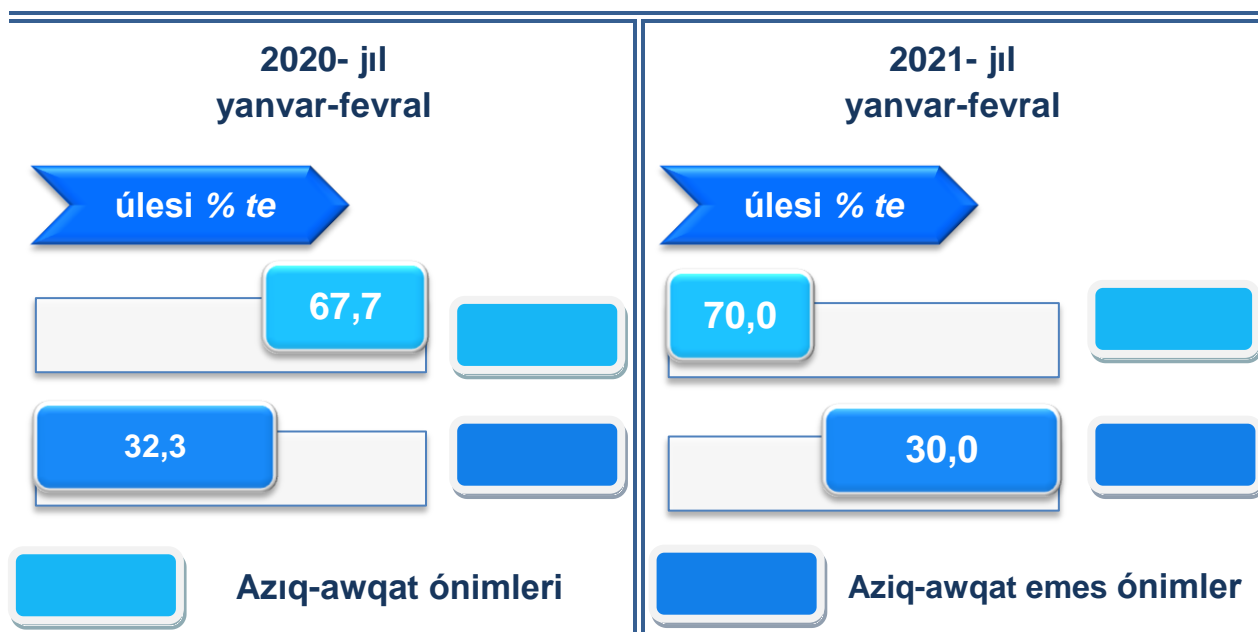 2020- jıl
yanvar-fevral
úlesi % te
67,7
32,3
Azıq-awqat ónimleri
2021- jıl
yanvar-fevral
úlesi % te
70,0
30,0
Aziq-awqat emes ónimler